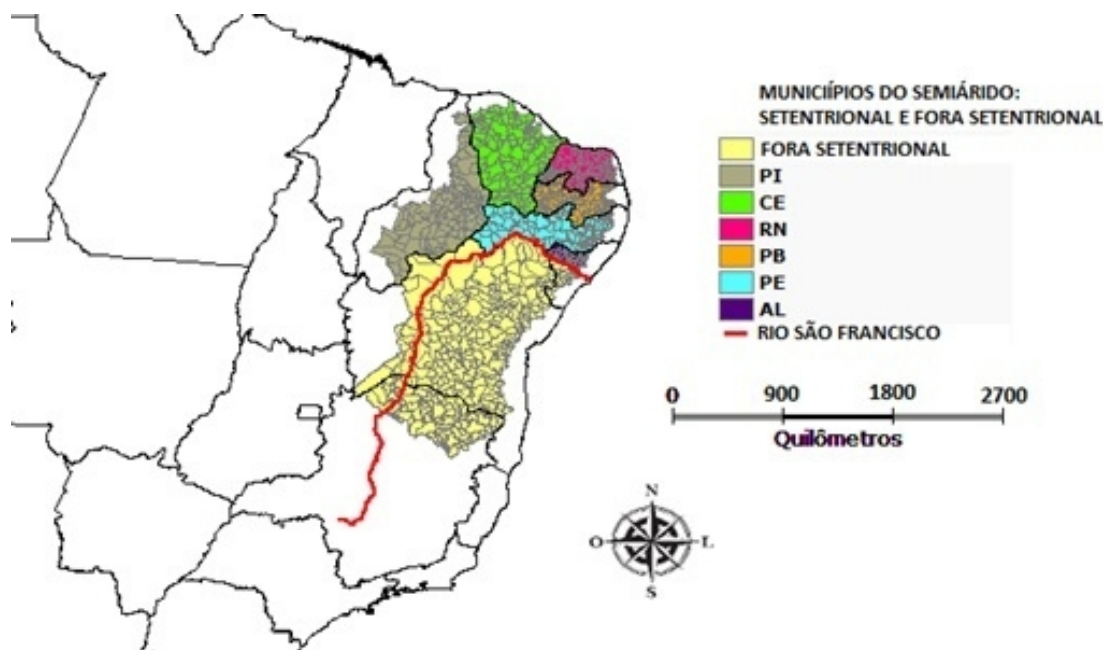 MUNICIÍPIOS DO SEMIÁRIDO:
SETENTRIONAL E FORA SETENTRIONAL
FORA SETENTRIONAL
PI
CE
RN
PB
PE
AL
RIO SÃO FRANCISCO
0 900 1800 2700
Quilômetros
N
O L
S